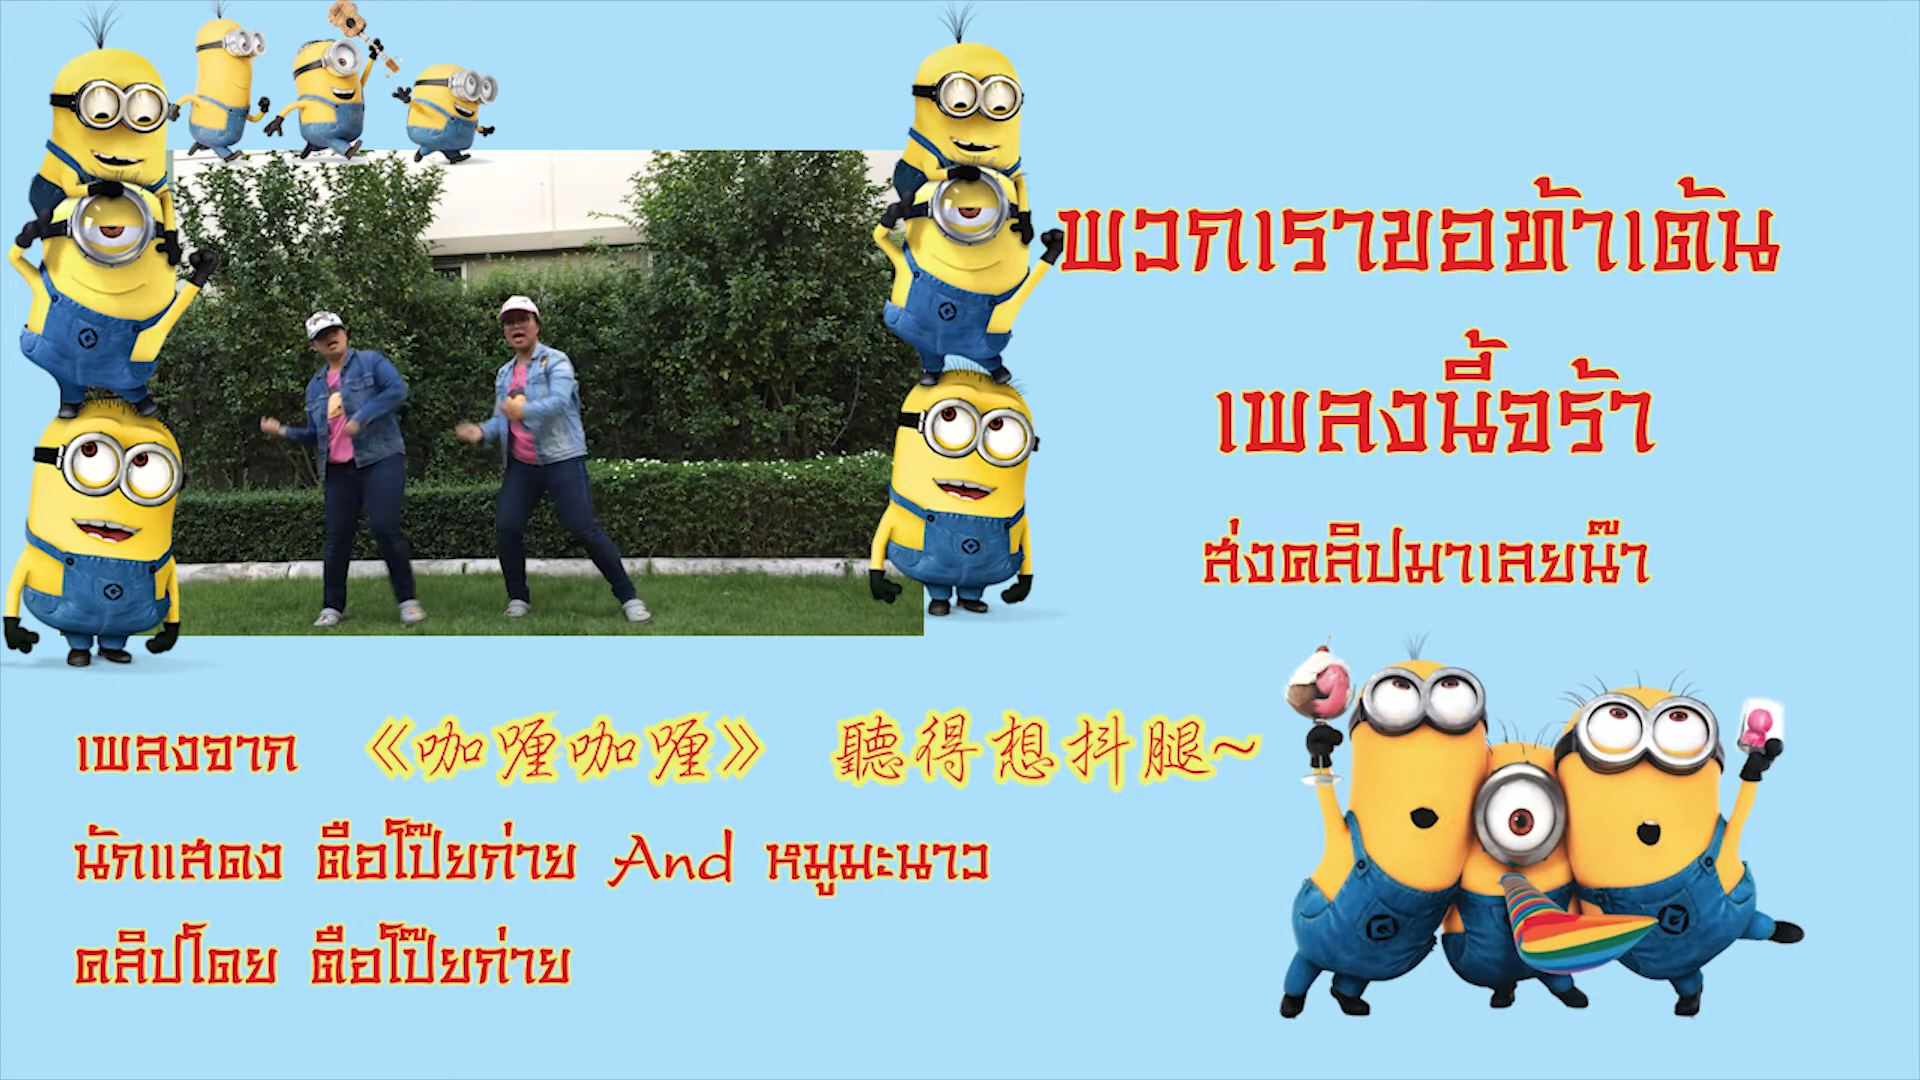 พวกเราขอท้าเต้น
เพลงนี้จร้า
ส่งคลิปมาเลยน๊า
เพลงจาก 《咖喱咖喱》 聽得想抖腿~
นักแสดง ตือโป๊ยก่าย And หมูมะนาว
คลิปโดย ตือโป๊ยก่าย